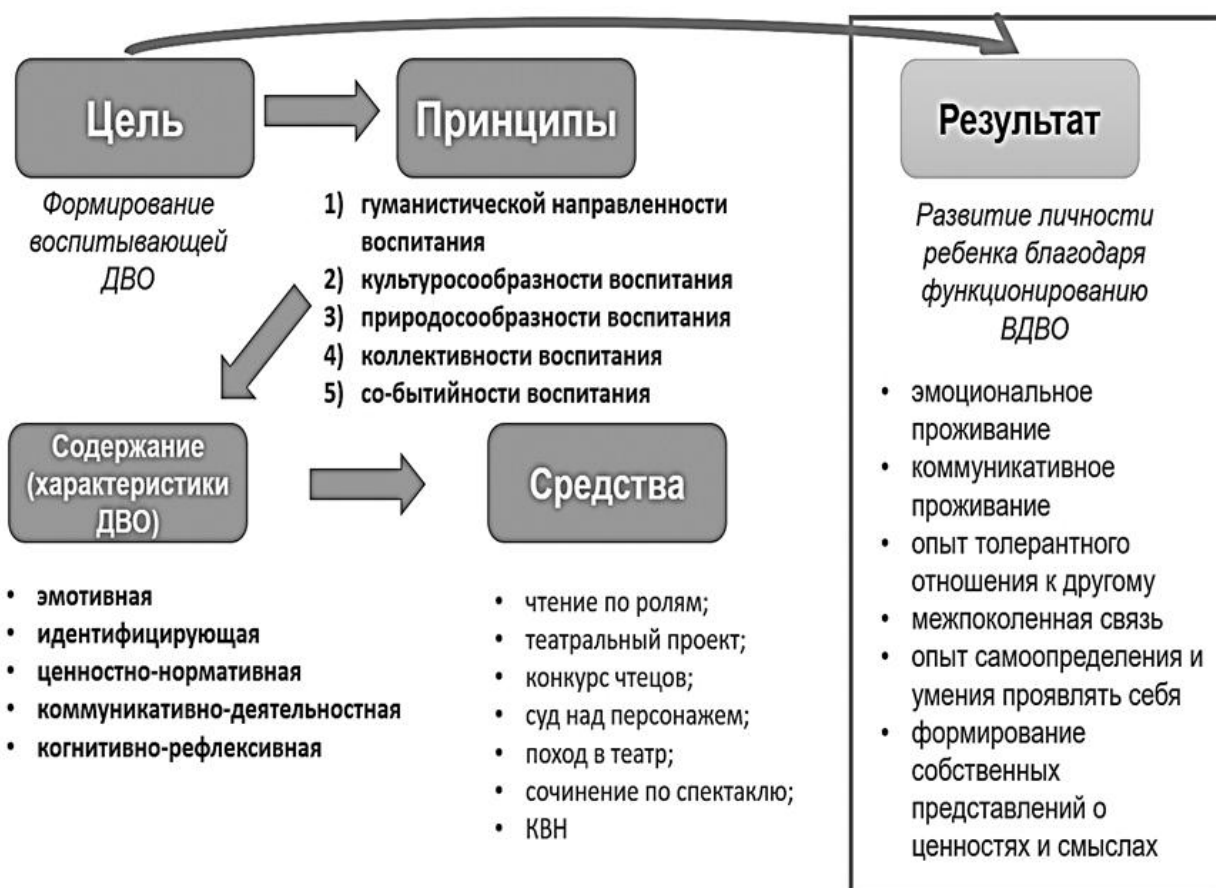 Цель
Формирование
воспитывающей
ДВО
Принципы
1) гуманистической направленности
воспитания
2) культуросообразности воспитания
3) природосообразности воспитания
4) коллективности воспитания
5) со-бытийности воспитания
Содержание
(характеристики
ДВО)
• эмотивная
• идентифицирующая
• ценностно-нормативная
• коммуникативно-деятельностная
• когнитивно-рефлексивная
Средства
• чтение по ролям;
• театральный проект;
• конкурс чтецов;
• суд над персонажем;
• поход в театр;
• сочинение по спектаклю;
• КВН
Результат
Развитие личности
ребенка благодаря
функционированию
ВДВО
• эмоциональное
проживание
• коммуникативное
проживание
• опыт толерантного
отношения к другому
• межпоколенная связь
• опыт самоопределения и
умения проявлять себя
• формирование
собственных
представлений о
ценностях и смыслах